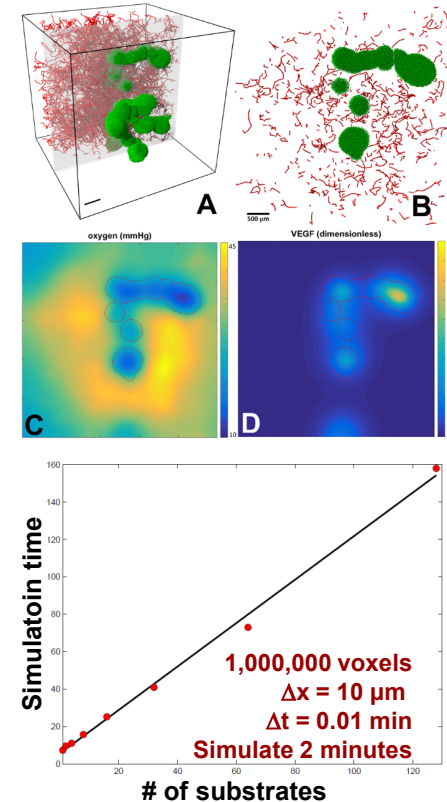 A
B
500 µm
oxygen (mmHg)
VEGF (dimensionless)
45
C
10
D
160
140
120
100
80
60
40
20
0
Simulatoin time
1,000,000 voxels
Δx = 10 µm
Δt = 0.01 min
Simulate 2 minutes
20
40
60
80
100
120
# of substrates